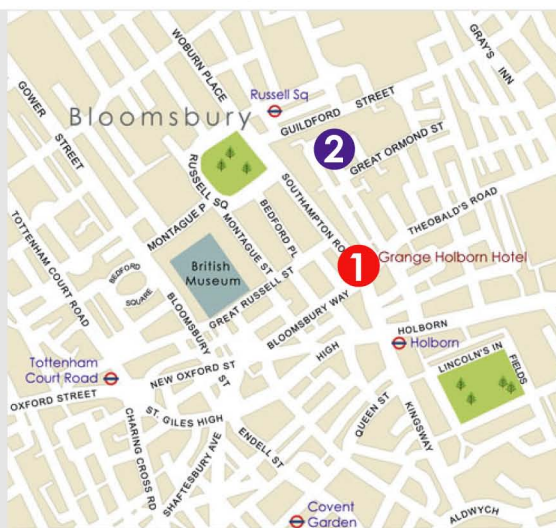 WOBURN PLACE
GRAY'S
INN
Russell Sq
GOWER
STREET
Bloomsbury
GUILDFORD STREET
2
GREAT ORMOND ST
RUSSELL SQ
SOUTHAMPTON RO
THEOBALD'S ROAD
MONTAGUE P
MONTAGUE ST
BEDFORD PL
TOTTENHAM COURT ROAD
BEDFORD
SQUARE
British
Museum
1
Grange Holborn Hotel
GREAT RUSSELL ST
BLOOMSBURY
ST
BLOOMSBURY WAY
HOLBORN
HIGH
Holborn
LINCOLN'S IN
FIELDS
Tottenham
Court Road
NEW OXFORD ST
OXFORD STREET
ST. GILES HIGH
CHARING CROSS RD
SHAFTESBURY AVE
ENDELL ST
QUEEN ST
KINGSWAY
ALDWYCH
Covent
Garden